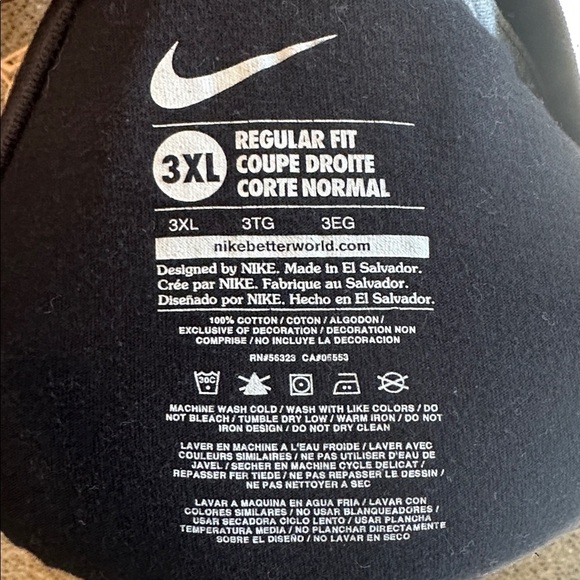 3XL
REGULAR FIT
COUPE DROITE
CORTE NORMAL
3XL 3TG 3EG
nikebetterworld.com
Designed by NIKE. Made in El Salvador.
Crée par NIKE. Fabrique au Salvador.
Diseñado por NIKE. Hecho en El Salvador.
100% COTTON / COTON / ALGODON /
EXCLUSIVE OF DECORATION / DECORATION NON
COMPRISE / NO INCLUYE LA DECORACION
RN#56323 CA#05553
30C
MACHINE WASH COLD / WASH WITH LIKE COLORS / DO
NOT BLEACH / TUMBLE DRY LOW / WARM IRON / DO NOT
IRON DESIGN / DO NOT DRY CLEAN
LAVER EN MACHINE A L'EAU FROIDE / LAVER AVEC
COULEURS SIMILAIRES / NE PAS UTILISER D'EAU DE
JAVEL / SECHER EN MACHINE CYCLE DELICAT /
REPASSER FER TIEDE / NE PAS REPASSER LE DESSIN /
NE PAS NETTOYER A SEC
LAVAR A MAQUINA EN AGUA FRIA / LAVAR CON
COLORES SIMILARES / NO USAR BLANQUEADORES /
USAR SECADORA CICLO LENTO / USAR PLANCHA
TEMPERATURA MEDIA / NO PLANCHAR DIRECTAMENTE
SOBRE EL DISEÑO / NO LAVAR EN SECO